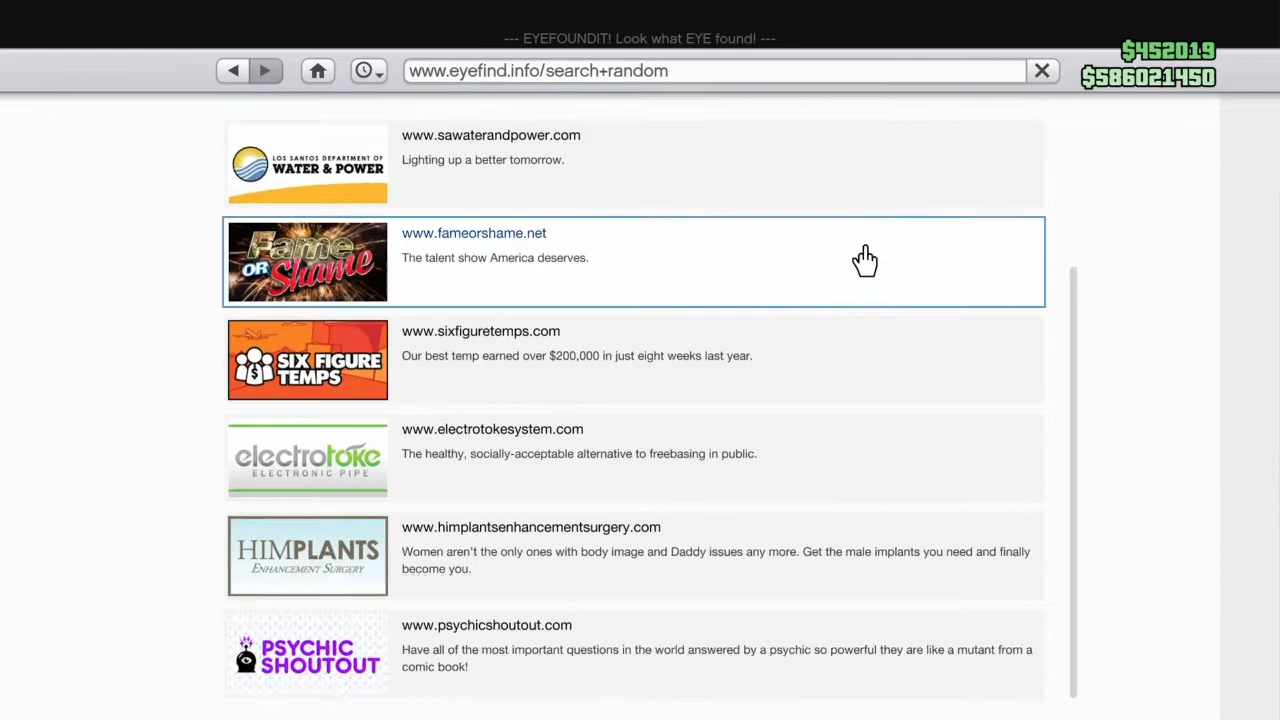 --- EYEFOUNDIT! Look what EYE found! ---
$452019
www.eyefind.info/search+random
$586021450
LOS SANTOS DEPARTMENT OF
WATER & POWER
www.sawaterandpower.com
Lighting up a better tomorrow.
Fame
OR Shame
www.fameorshame.net
The talent show America deserves.
SIX FIGURE
TEMPS
www.sixfiguretemps.com
Our best temp earned over $200,000 in just eight weeks last year.
electrotoke
ELECTRONIC PIPE
www.electrotokesystem.com
The healthy, socially-acceptable alternative to freebasing in public.
HIMPLANTS
ENHANCEMENT SURGERY
www.himplantsenhancementsurgery.com
Women aren't the only ones with body image and Daddy issues any more. Get the male implants you need and finally
become you.
PSYCHIC
SHOUTOUT
www.psychicshoutout.com
Have all of the most important questions in the world answered by a psychic so powerful they are like a mutant from a
comic book!